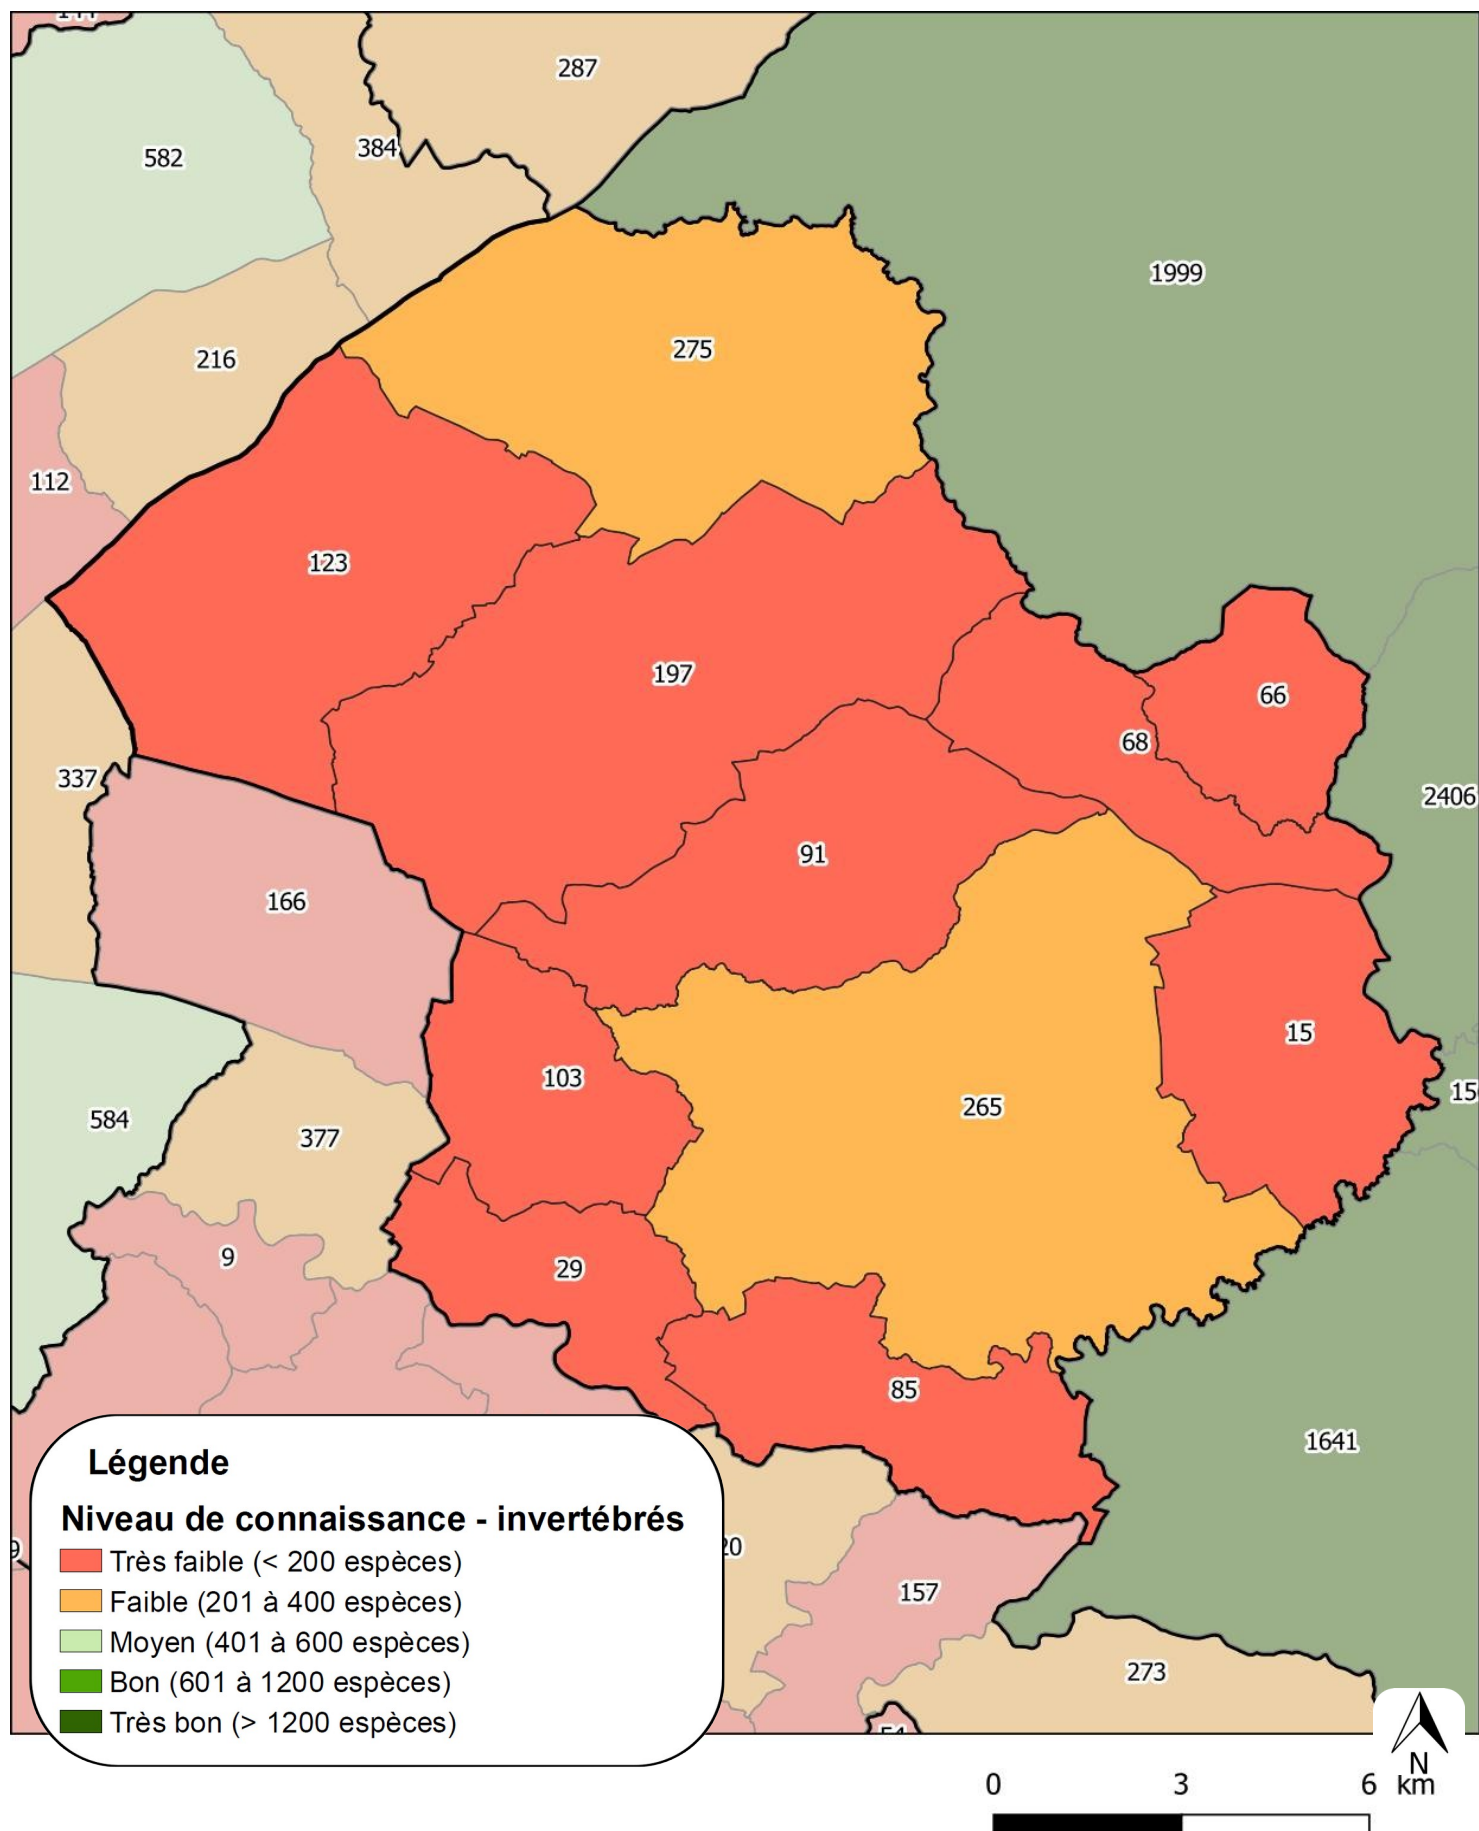 287
384
582
1999
275
216
112
123
197
66
68
337
2406
91
166
15
103
265
584
377
9
29
85
1641
157
273
Légende
Niveau de connaissance - invertébrés
Très faible (< 200 espèces)
Faible (201 à 400 espèces)
Moyen (401 à 600 espèces)
Bon (601 à 1200 espèces)
Très bon (> 1200 espèces)
N
0 3 6 km